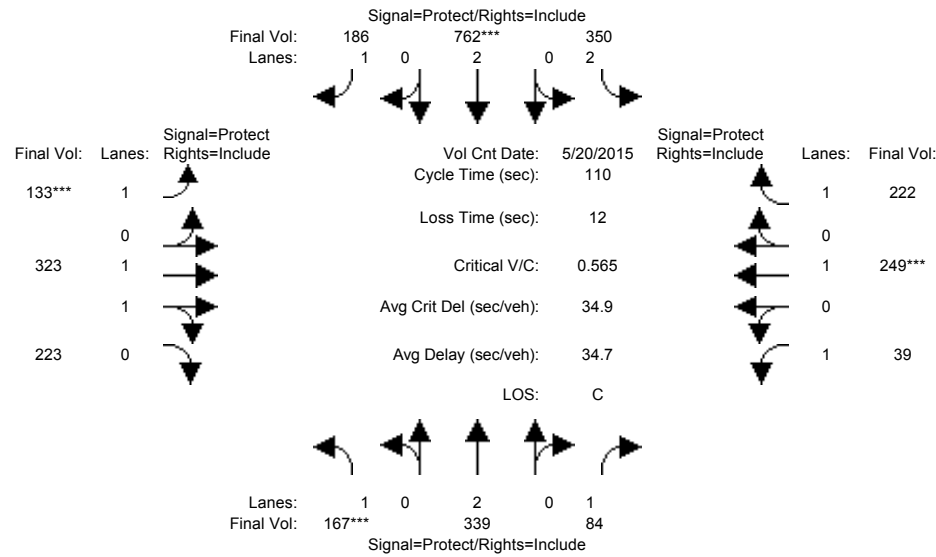 Signal=Protect/Rights=Include
Final Vol: 186 762*** 350
Lanes: 1 0 2 0 2
Signal=Protect
Final Vol: Lanes: Rights=Include
Vol Cnt Date: 5/20/2015
Signal=Protect
Rights=Include Lanes: Final Vol:
Cycle Time (sec): 110
133*** 1
1 222
Loss Time (sec): 12
0
0
323 1
Critical V/C: 0.565
1 249***
1
Avg Crit Del (sec/veh): 34.9
0
223 0
Avg Delay (sec/veh): 34.7
1 39
LOS: C
Lanes: 1 0 2 0 1
Final Vol: 167*** 339 84
Signal=Protect/Rights=Include